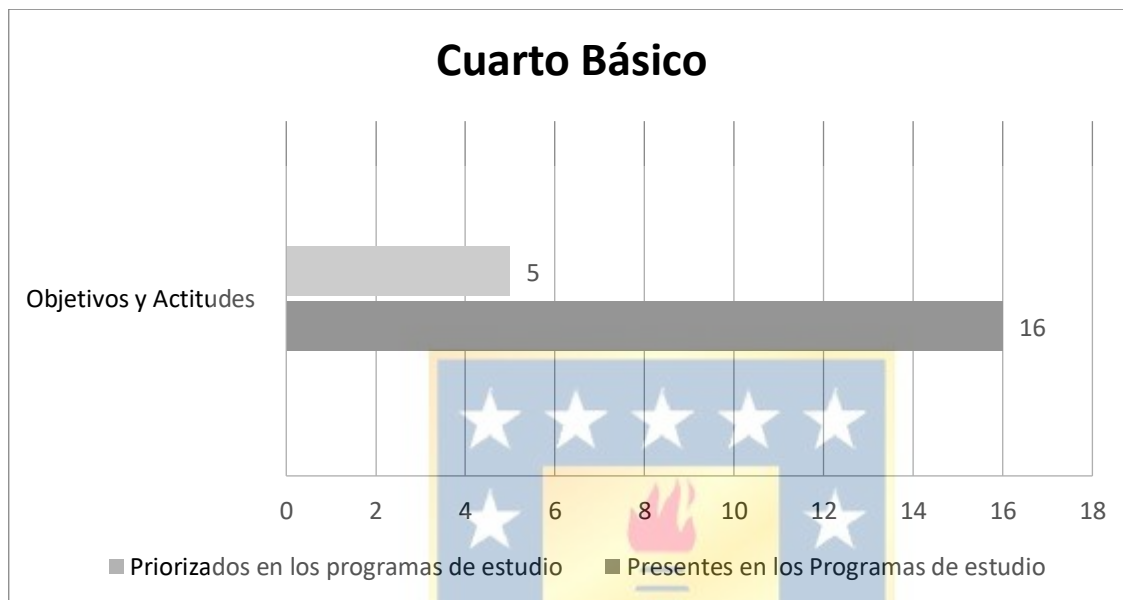 Cuarto Básico
5
Objetivos y Actitudes
16
0 2 4 6 8 10 12 14 16 18
Priorizados en los programas de estudio Presentes en los Programas de estudio